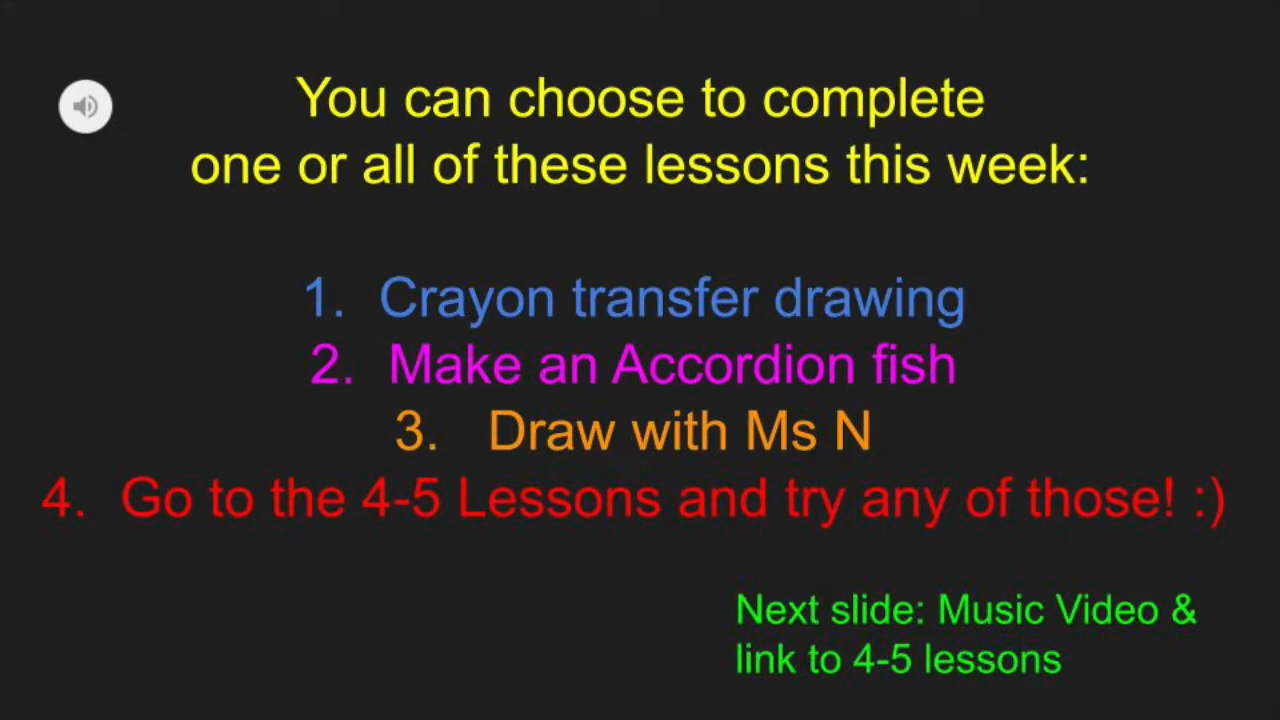 You can choose to complete
one or all of these lessons this week:
1. Crayon transfer drawing
2. Make an Accordion fish
3. Draw with Ms N
4. Go to the 4-5 Lessons and try any of those! :)
Next slide: Music Video &
link to 4-5 lessons